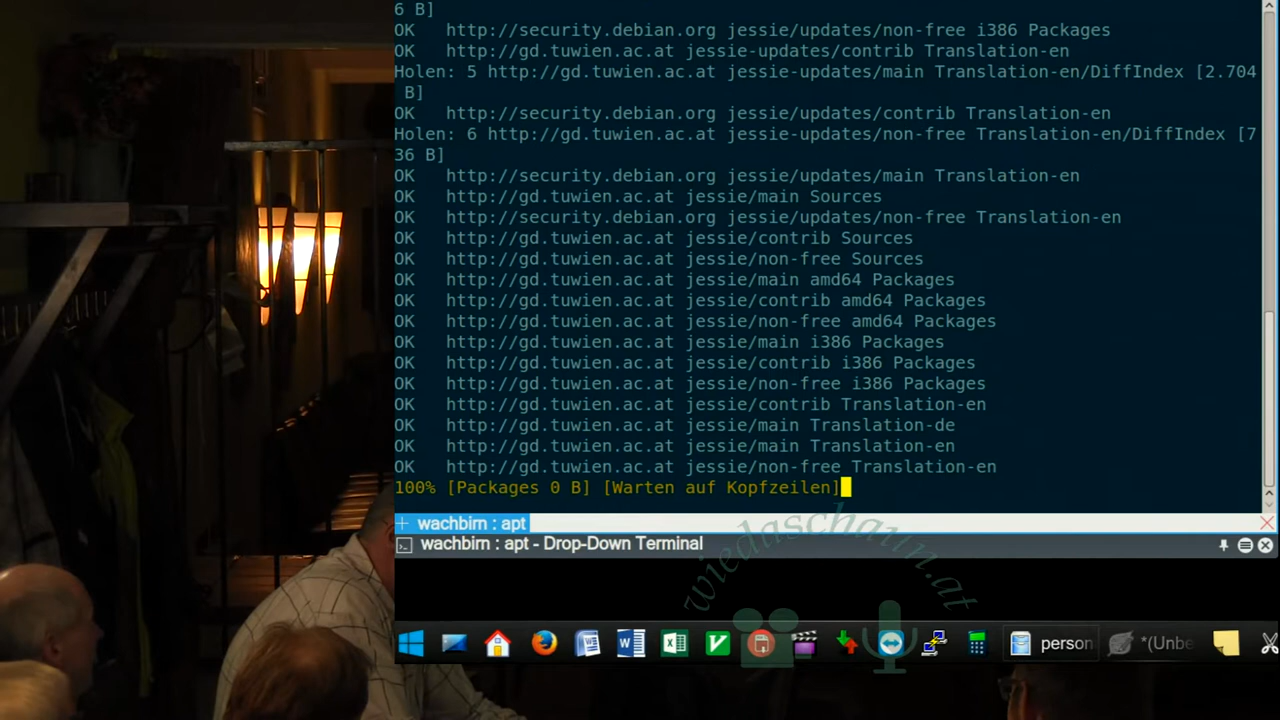 6 B]
OK   http://security.debian.org jessie/updates/non-free i386 Packages
OK   http://gd.tuwien.ac.at jessie-updates/contrib Translation-en
Holen: 5 http://gd.tuwien.ac.at jessie-updates/main Translation-en/DiffIndex [2.704
 B]
OK   http://security.debian.org jessie/updates/contrib Translation-en
Holen: 6 http://gd.tuwien.ac.at jessie-updates/non-free Translation-en/DiffIndex [7
36 B]
OK   http://security.debian.org jessie/updates/main Translation-en
OK   http://gd.tuwien.ac.at jessie/main Sources
OK   http://security.debian.org jessie/updates/non-free Translation-en
OK   http://gd.tuwien.ac.at jessie/contrib Sources
OK   http://gd.tuwien.ac.at jessie/non-free Sources
OK   http://gd.tuwien.ac.at jessie/main amd64 Packages
OK   http://gd.tuwien.ac.at jessie/contrib amd64 Packages
OK   http://gd.tuwien.ac.at jessie/non-free amd64 Packages
OK   http://gd.tuwien.ac.at jessie/main i386 Packages
OK   http://gd.tuwien.ac.at jessie/contrib i386 Packages
OK   http://gd.tuwien.ac.at jessie/non-free i386 Packages
OK   http://gd.tuwien.ac.at jessie/contrib Translation-en
OK   http://gd.tuwien.ac.at jessie/main Translation-de
OK   http://gd.tuwien.ac.at jessie/main Translation-en
OK   http://gd.tuwien.ac.at jessie/non-free Translation-en
100% [Packages 0 B] [Warten auf Kopfzeilen]
wachbirn : apt
wachbirn : apt - Drop-Down Terminal
wiedaschaun.at
person
*(Unbe